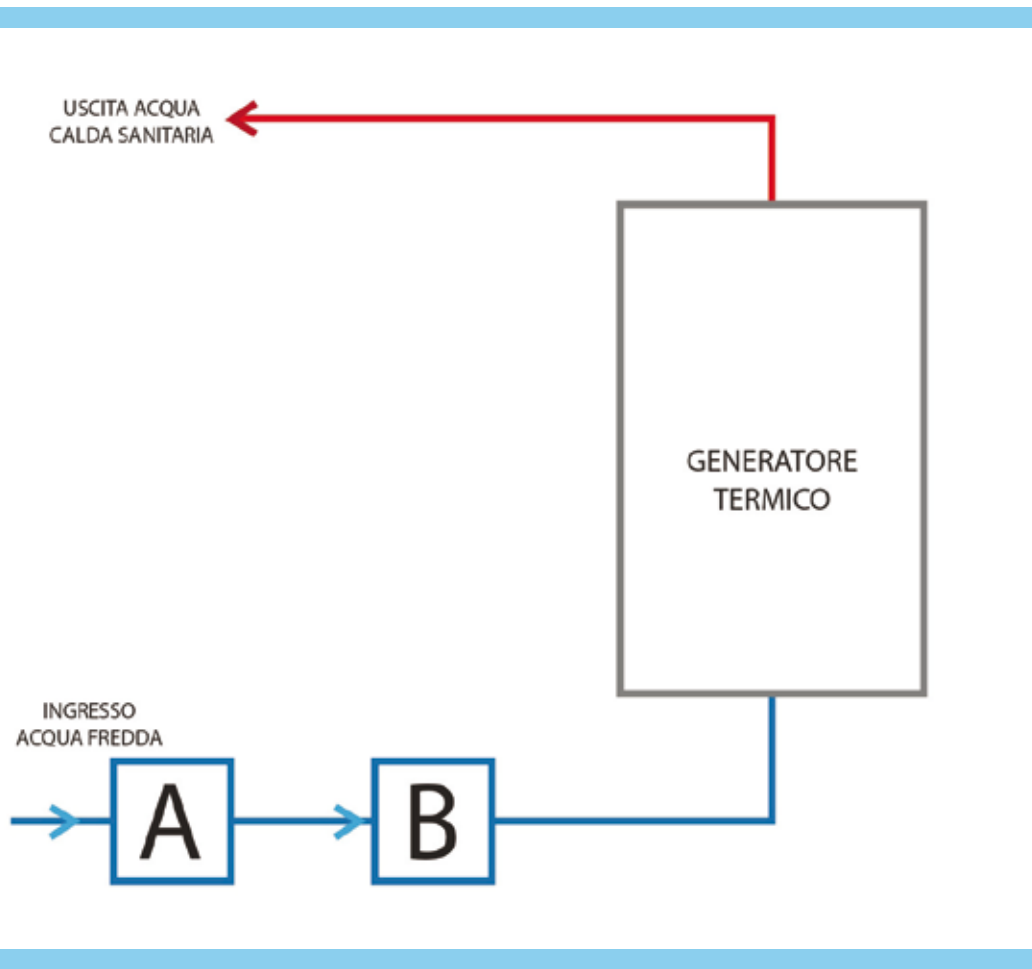 USCITA ACQUA
CALDA SANITARIA
GENERATORE
TERMICO
INGRESSO
ACQUA FREDDA
A
B